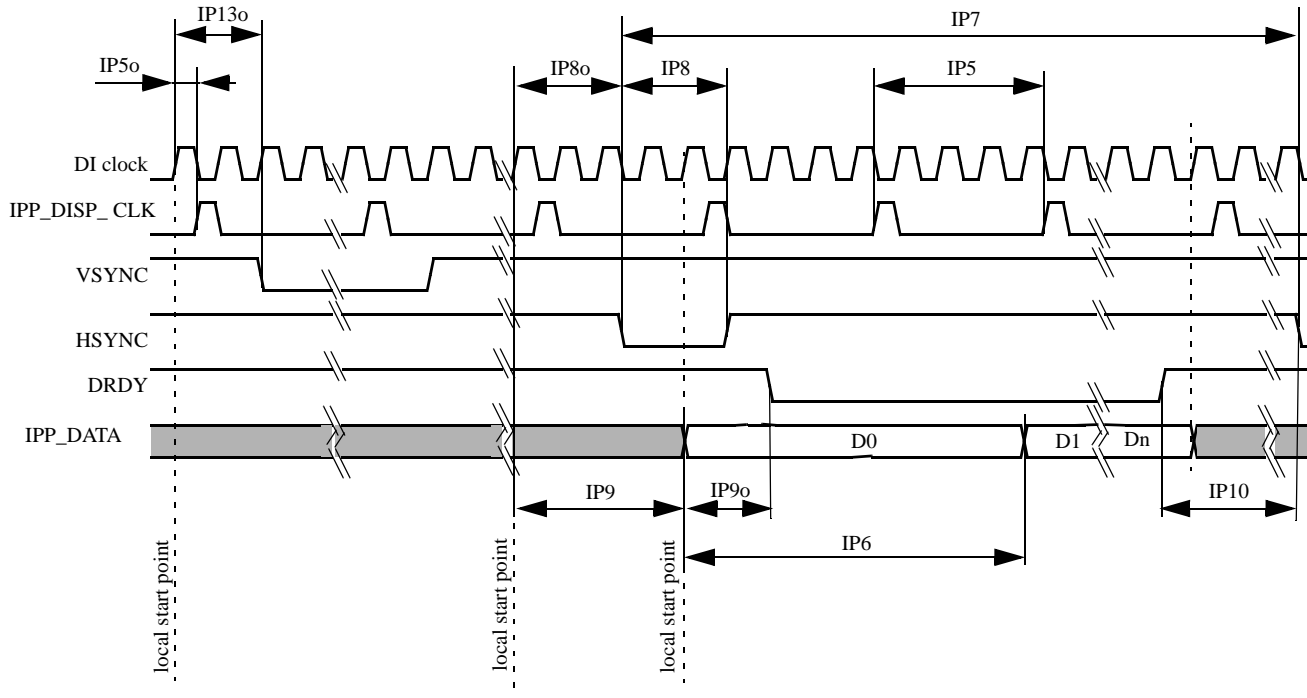 IP13o
IP7
IP5o
IP8o
IP8
IP5
DI clock
IPP_DISP_ CLK
VSYNC
HSYNC
DRDY
IPP_DATA
D0
D1
Dn
IP9
IP9o
IP10
IP6
local start point
local start point
local start point